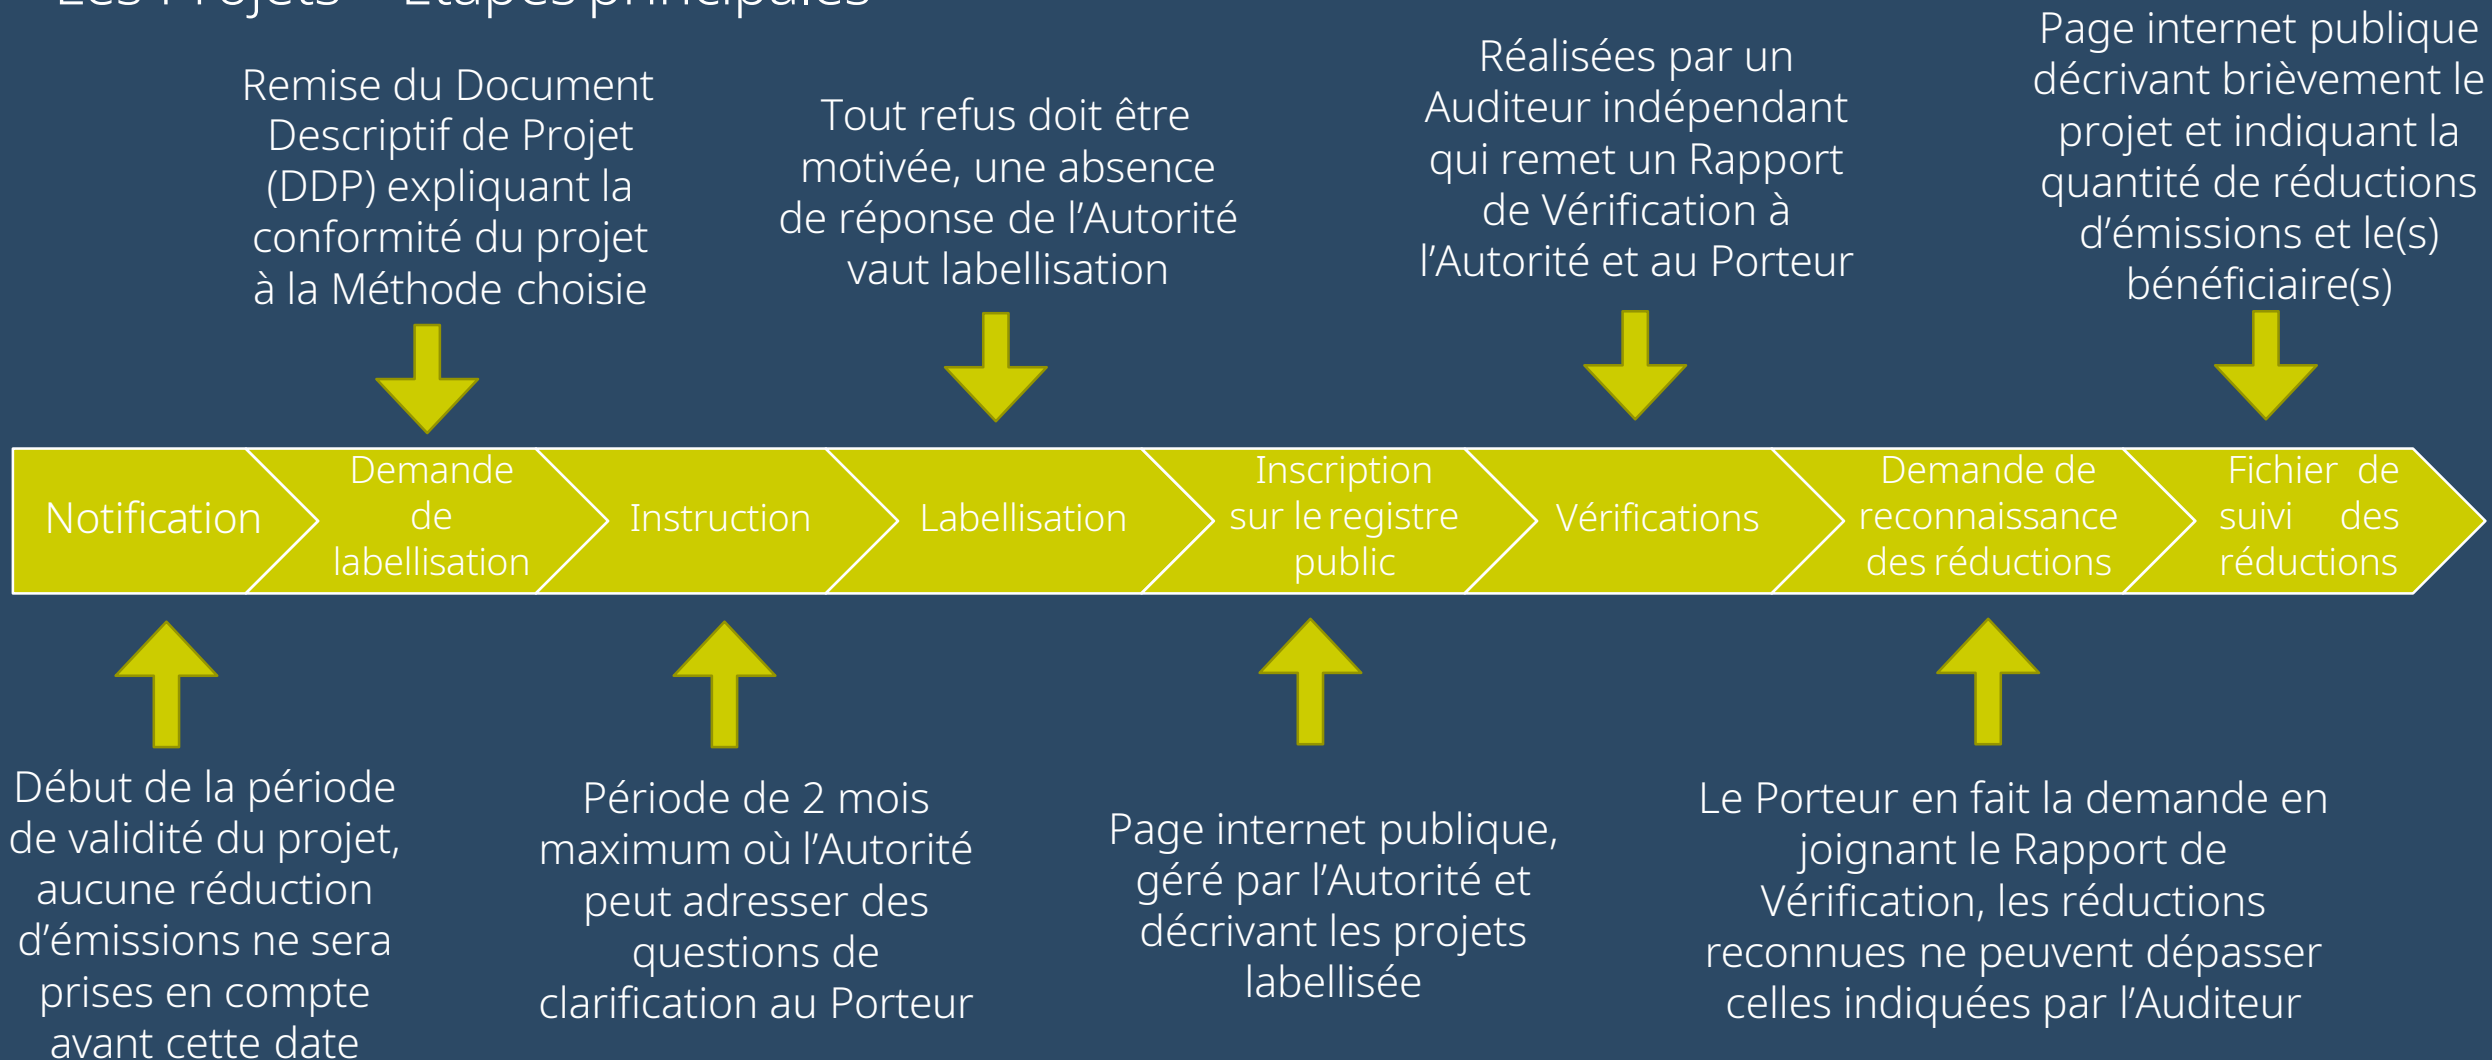 Les Projets – Etapes principales
Remise du Document
Descriptif de Projet
(DDP) expliquant la
conformité du projet
à la Méthode choisie
Tout refus doit être
motivée, une absence
de réponse de l’Autorité
vaut labellisation
Réalisées par un
Auditeur indépendant
qui remet un Rapport
de Vérification à
l’Autorité et au Porteur
Page internet publique
décrivant brièvement le
projet et indiquant la
quantité de réductions
d’émissions et le(s)
bénéficiaire(s)
Notification
Demande
de
labellisation
Instruction
Labellisation
Inscription
sur le registre
public
Vérifications
Demande de
reconnaissance
des réductions
Fichier de
suivi des
réductions
Début de la période
de validité du projet,
aucune réduction
d’émissions ne sera
prises en compte
avant cette date
Période de 2 mois
maximum où l’Autorité
peut adresser des
questions de
clarification au Porteur
Page internet publique,
géré par l’Autorité et
décrivant les projets
labellisée
Le Porteur en fait la demande en
joignant le Rapport de
Vérification, les réductions
reconnues ne peuvent dépasser
celles indiquées par l’Auditeur